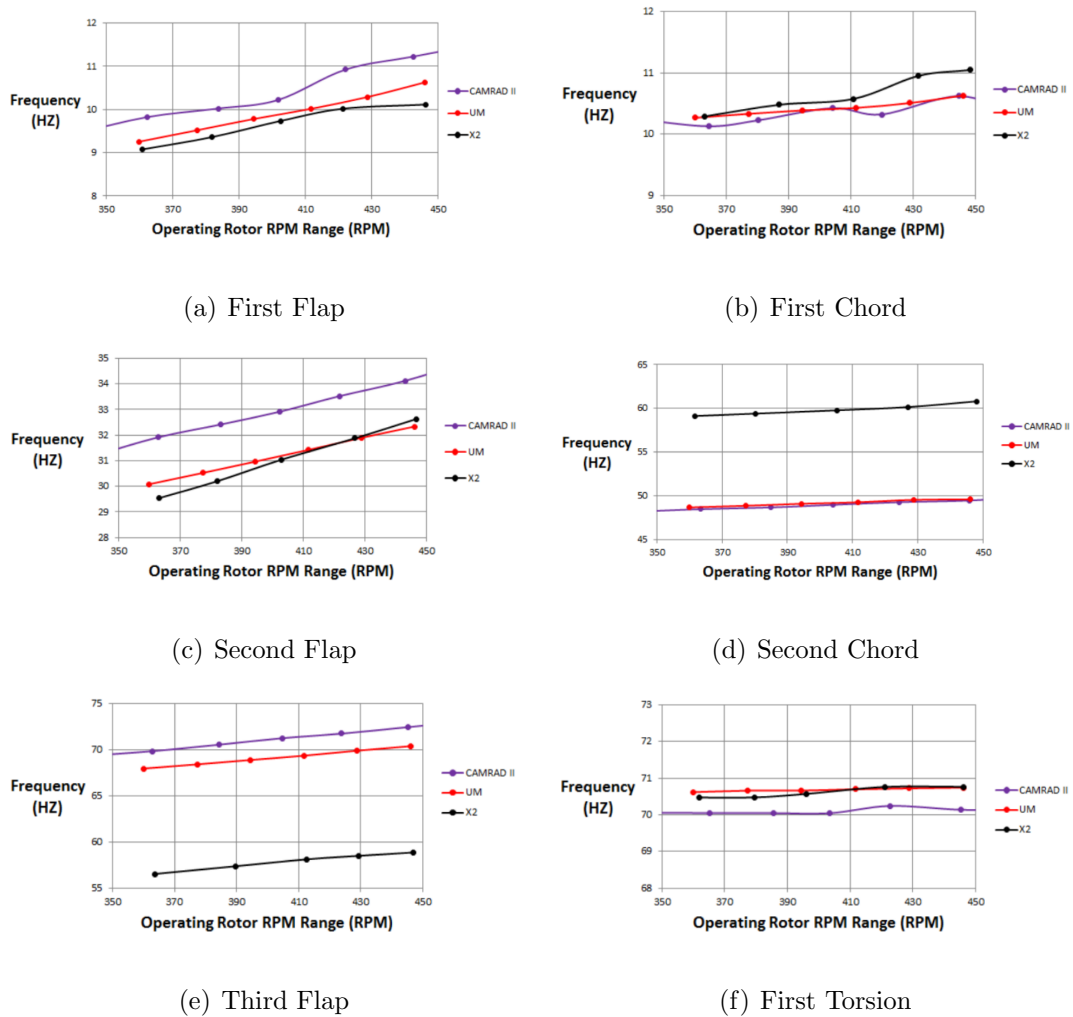 12
11
10
9
8
Frequency
(HZ)
350 370 390 410 430 450
Operating Rotor RPM Range (RPM)
CAMRAD II
UM
X2
(a) First Flap
12
11
10
9
Frequency
(HZ)
350 370 390 410 430 450
Operating Rotor RPM Range (RPM)
CAMRAD II
UM
X2
(b) First Chord
35
34
33
32
31
30
29
28
Frequency
(HZ)
350 370 390 410 430 450
Operating Rotor RPM Range (RPM)
CAMRAD II
UM
X2
(c) Second Flap
65
60
55
50
45
Frequency
(HZ)
350 370 390 410 430 450
Operating Rotor RPM Range (RPM)
CAMRAD II
UM
X2
(d) Second Chord
75
70
65
60
55
Frequency
(HZ)
350 370 390 410 430 450
Operating Rotor RPM Range (RPM)
CAMRAD II
UM
X2
(e) Third Flap
73
72
71
70
69
68
Frequency
(HZ)
350 370 390 410 430 450
Operating Rotor RPM Range (RPM)
CAMRAD II
UM
X2
(f) First Torsion